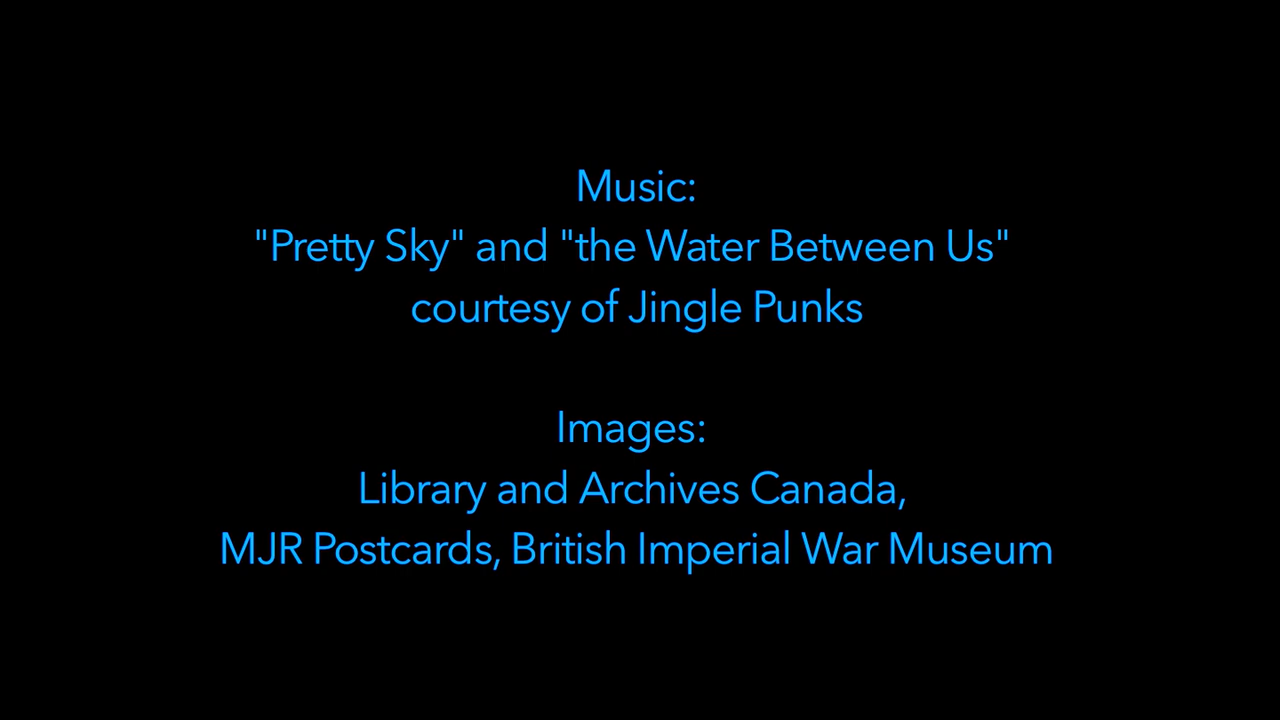 Music:
"Pretty Sky" and "the Water Between Us"
courtesy of Jingle Punks
Images:
Library and Archives Canada,
MJR Postcards, British Imperial War Museum